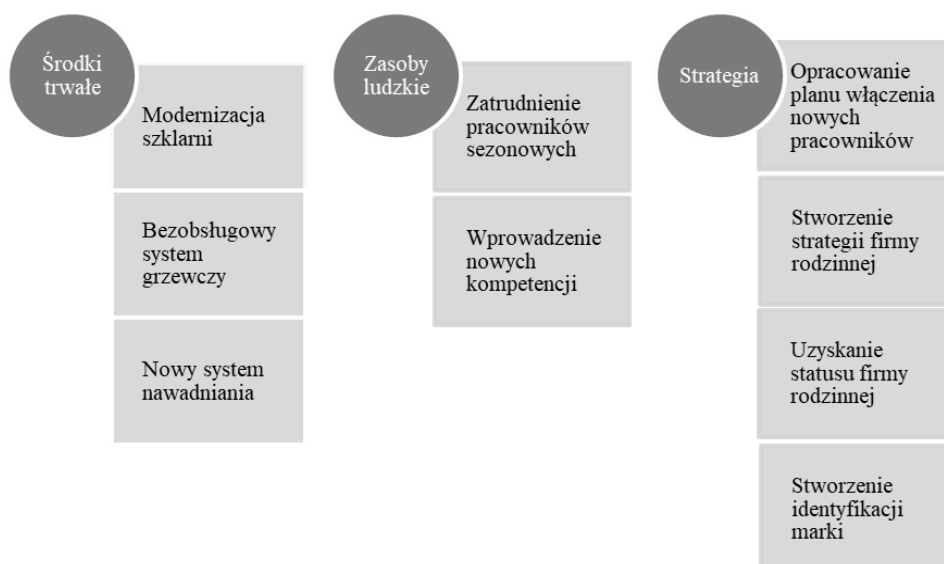 Środki
trwałe
Modernizacja
szklarni
Bezobsługowy
system
grzewczy
Nowy system
nawadniania
Zasoby
ludzkie
Zatrudnienie
pracowników
sezonowych
Wprowadzenie
nowych
kompetencji
Strategia
Opracowanie
planu włączenia
nowych
pracowników
Stworzenie
strategii firmy
rodzinnej
Uzyskanie
statusu firmy
rodzinnej
Stworzenie
identyfikacji
marki